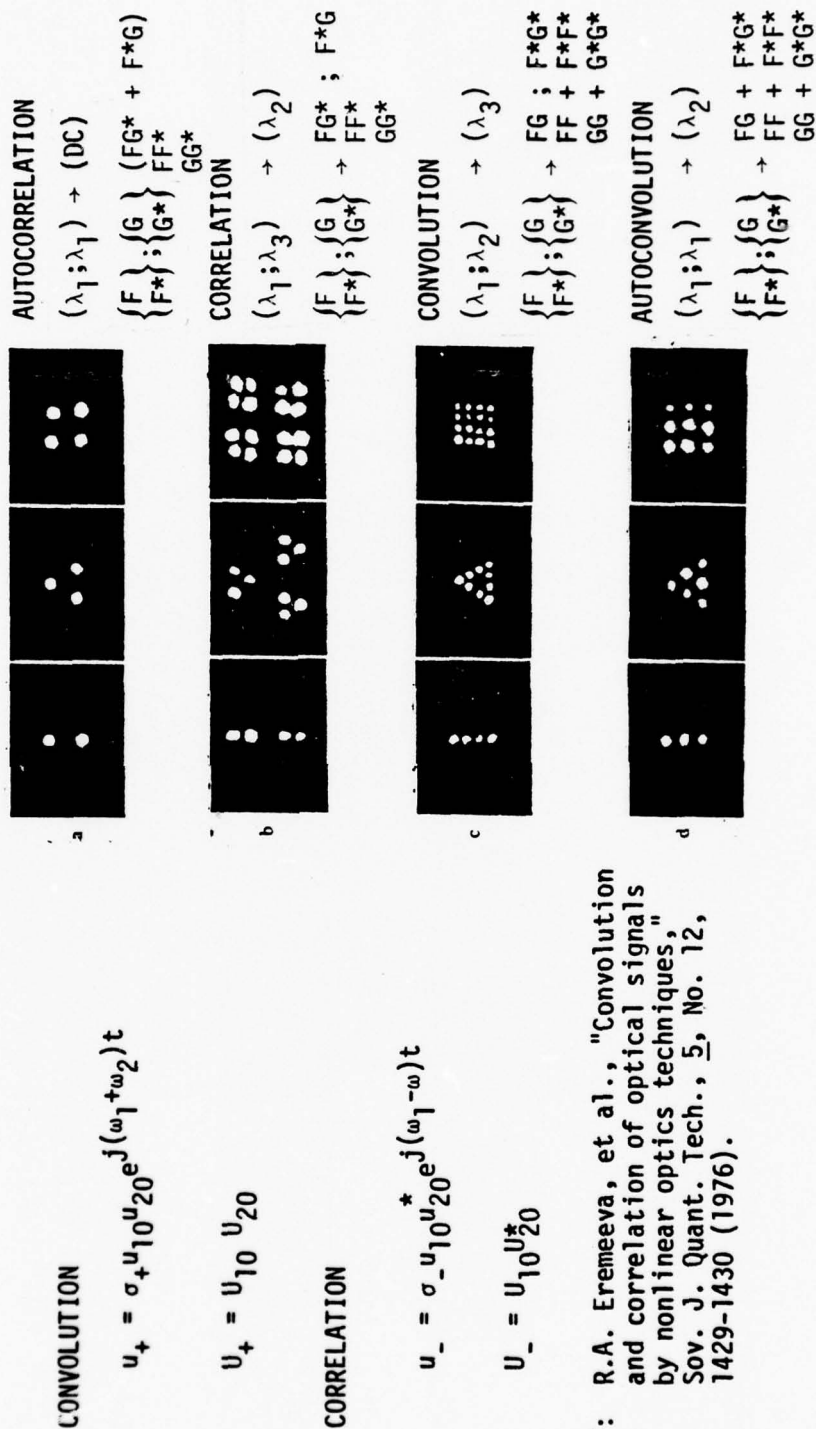 CONVOLUTION
u₊ = σ₊u₁₀u₂₀e^j(ω₁+ω₂)t
U₊ = U₁₀ U₂₀
CORRELATION
u₋ = σ₋u₁₀u*₂₀e^j(ω₁-ω)t
U₋ = U₁₀U*₂₀
: R.A. Eremeeva, et al., "Convolution
and correlation of optical signals
by nonlinear optics techniques,"
Sov. J. Quant. Tech., 5, No. 12,
1429-1430 (1976).
a
b
c
d
AUTOCORRELATION
(λ₁;λ₁) → (DC)
{F };{G } (FG* + F*G)
{F*};{G*} FF*
GG*
CORRELATION
(λ₁;λ₃) → (λ₂)
{F };{G } → FG* ; F*G
{F*};{G*} FF*
GG*
CONVOLUTION
(λ₁;λ₂) → (λ₃)
{F };{G } → FG ; F*G*
{F*};{G*} FF + F*F*
GG + G*G*
AUTOCONVOLUTION
(λ₁;λ₁) → (λ₂)
{F };{G } → FG + F*G*
{F*};{G*} FF + F*F*
GG + G*G*